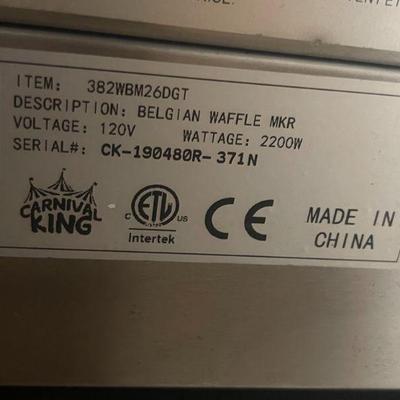 ITEM: 382WBM26DGT
DESCRIPTION: BELGIAN WAFFLE MKR
VOLTAGE: 120V WATTAGE: 2200W
SERIAL#: CK-190480R-371N
CARNIVAL
KING
C ETL US
Intertek
CE
MADE IN
CHINA